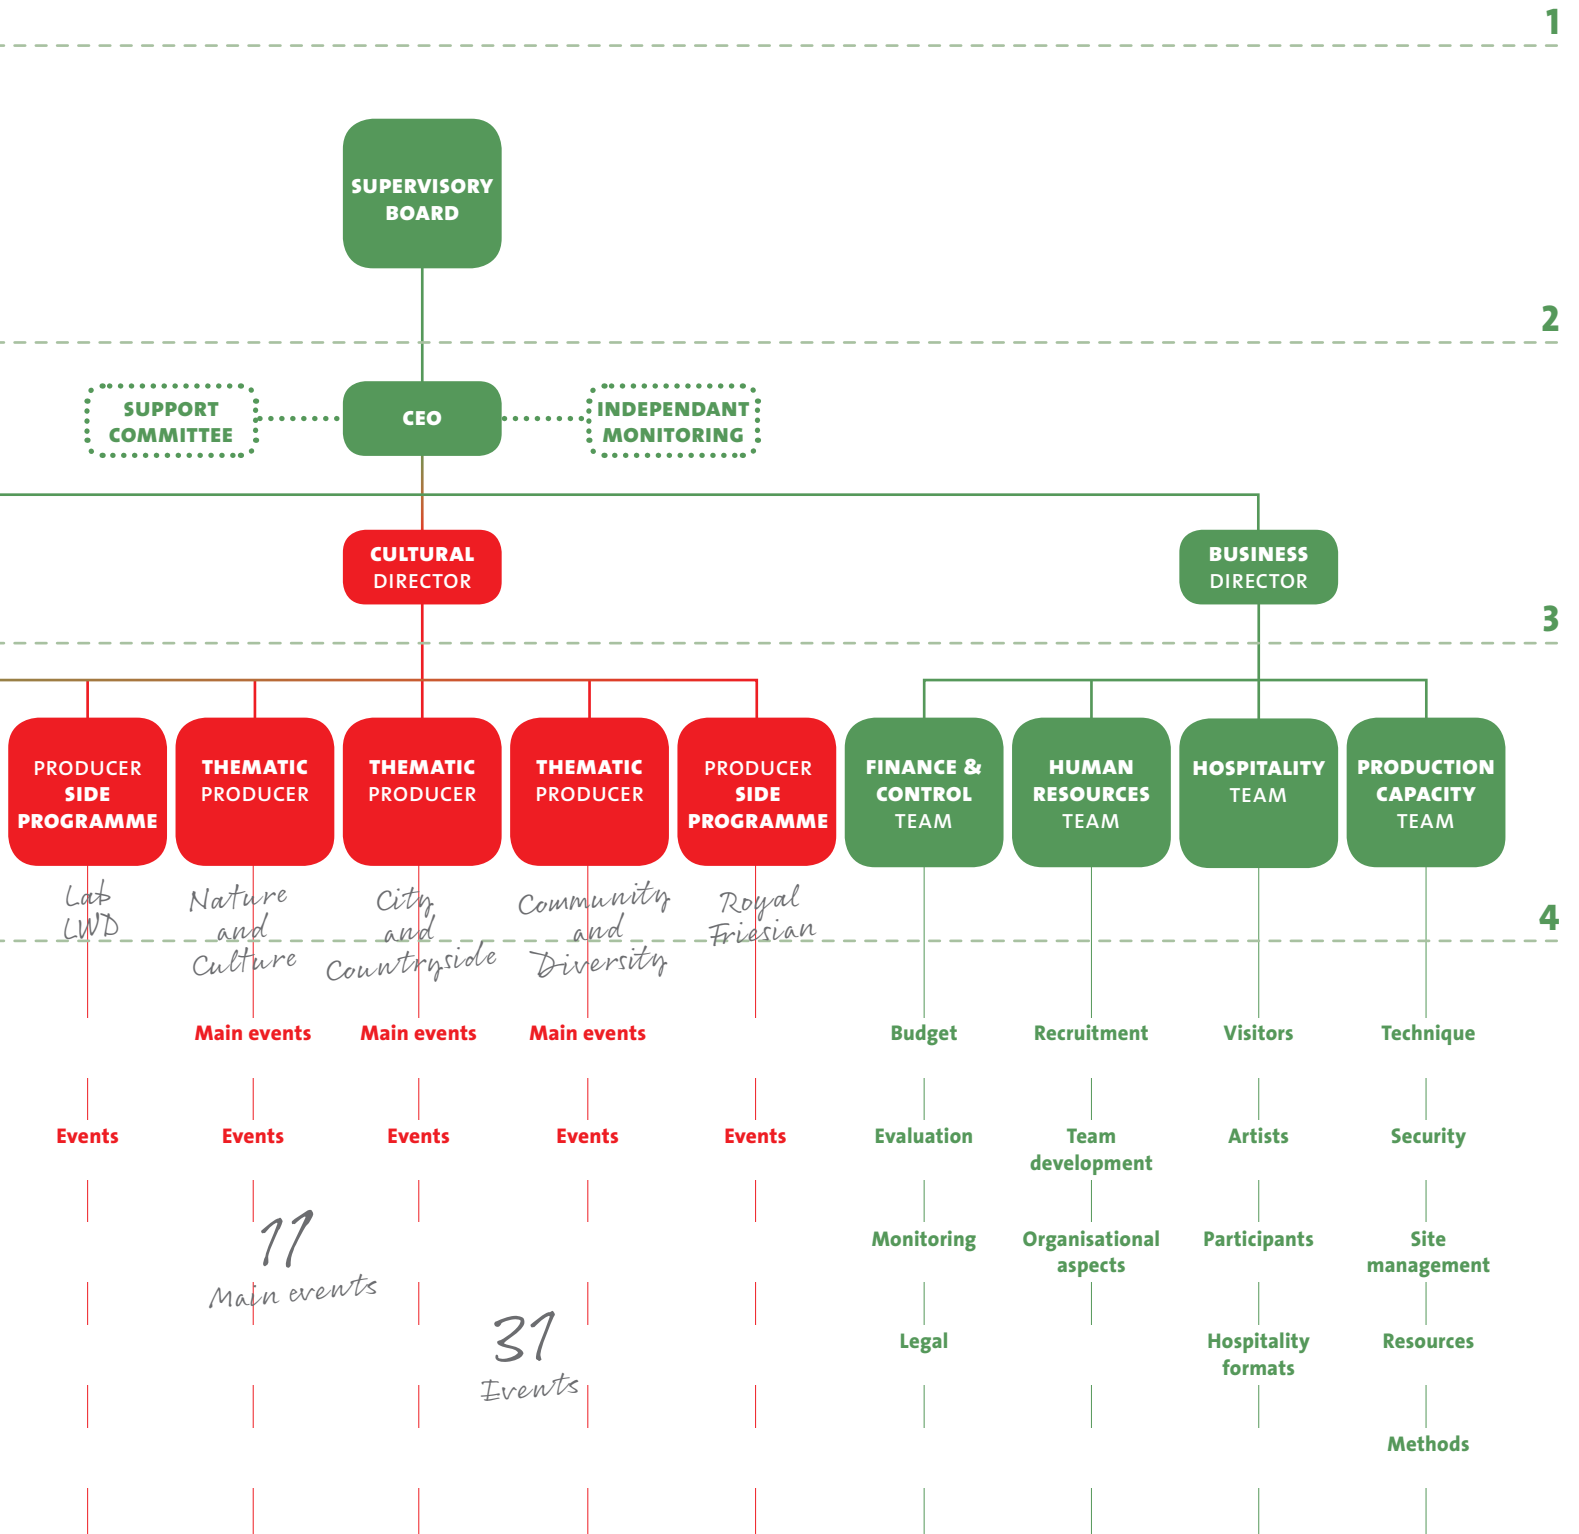 1
SUPERVISORY
BOARD
2
SUPPORT
COMMITTEE
CEO
INDEPENDANT
MONITORING
CULTURAL
DIRECTOR
BUSINESS
DIRECTOR
3
PRODUCER
SIDE
PROGRAMME
THEMATIC
PRODUCER
THEMATIC
PRODUCER
THEMATIC
PRODUCER
PRODUCER
SIDE
PROGRAMME
FINANCE &
CONTROL
TEAM
HUMAN
RESOURCES
TEAM
HOSPITALITY
TEAM
PRODUCTION
CAPACITY
TEAM
Lab
LWD
Nature
and
Culture
City
and
Countryside
Community
and
Diversity
Royal
Friesian
4
Main events
Main events
Main events
Budget
Recruitment
Visitors
Technique
Events
Events
Events
Events
Events
Evaluation
Team
development
Artists
Security
11
Main events
Monitoring
Organisational
aspects
Participants
Site
management
31
Events
Legal
Hospitality
formats
Resources
Methods